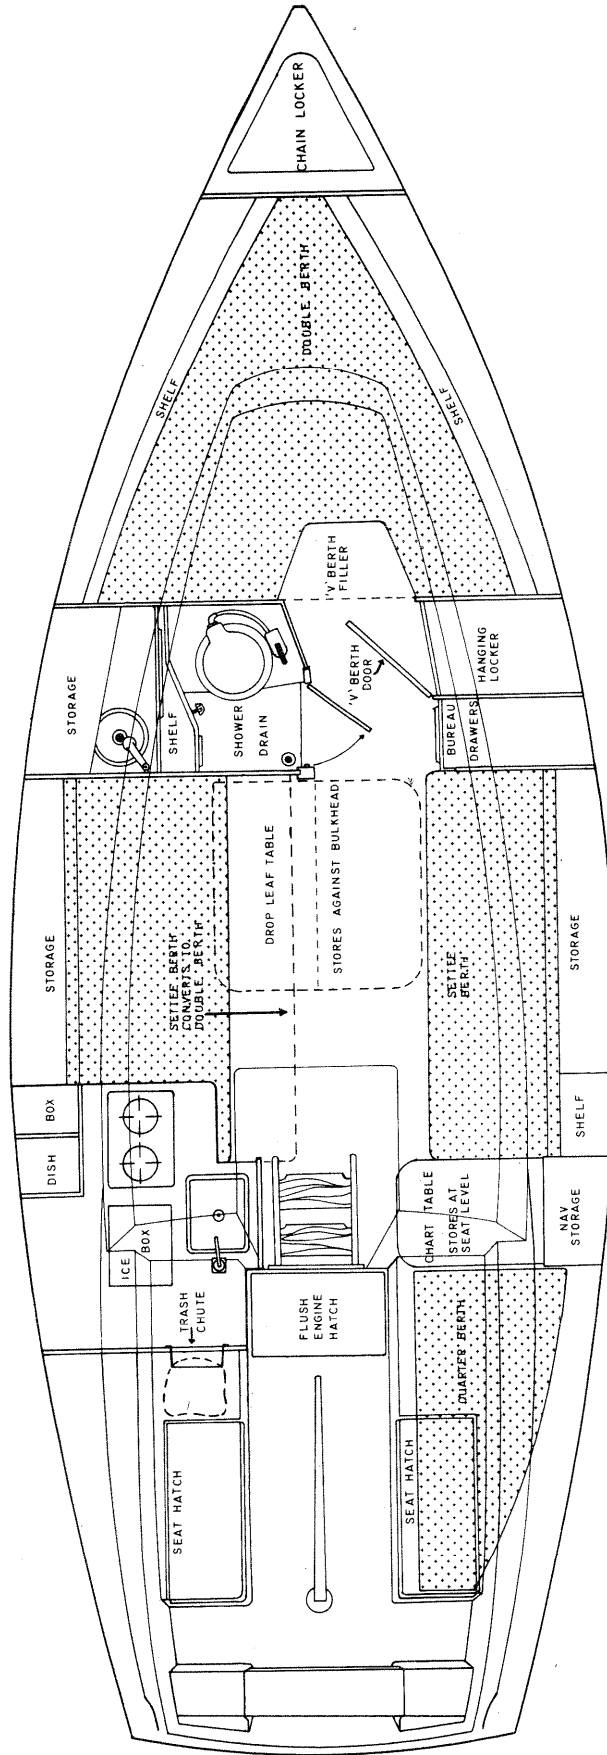 CHAIN LOCKER
DOUBLE BERTH
SHELF
SHELF
'V' BERTH
FILLER
STORAGE
SHELF
SHOWER
DRAIN
'V' BERTH
DOOR
HANGING
LOCKER
BUREAU
DRAWERS
STORAGE
SETTEE BERTH
CONVERTS TO
DOUBLE BERTH
DROP LEAF TABLE
STORES AGAINST BULKHEAD
SETTEE
BERTH
STORAGE
DISH
BOX
SHELF
ICE
BOX
CHART TABLE
STORES AT
SEAT LEVEL
NAV
STORAGE
TRASH
CHUTE
FLUSH
ENGINE
HATCH
QUARTER BERTH
SEAT HATCH
SEAT HATCH